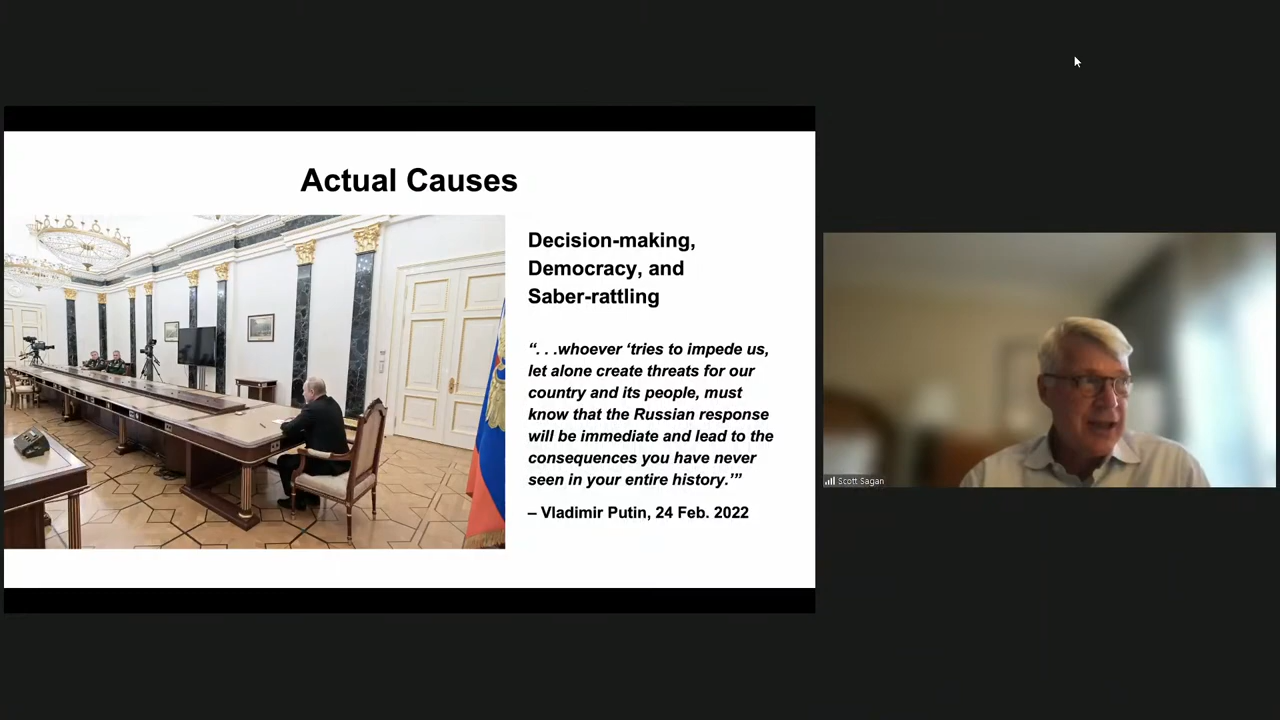 Actual Causes
Decision-making,
Democracy, and
Saber-rattling
“. . .whoever ‘tries to impede us,
let alone create threats for our
country and its people, must
know that the Russian response
will be immediate and lead to the
consequences you have never
seen in your entire history.’”
– Vladimir Putin, 24 Feb. 2022
Scott Sagan